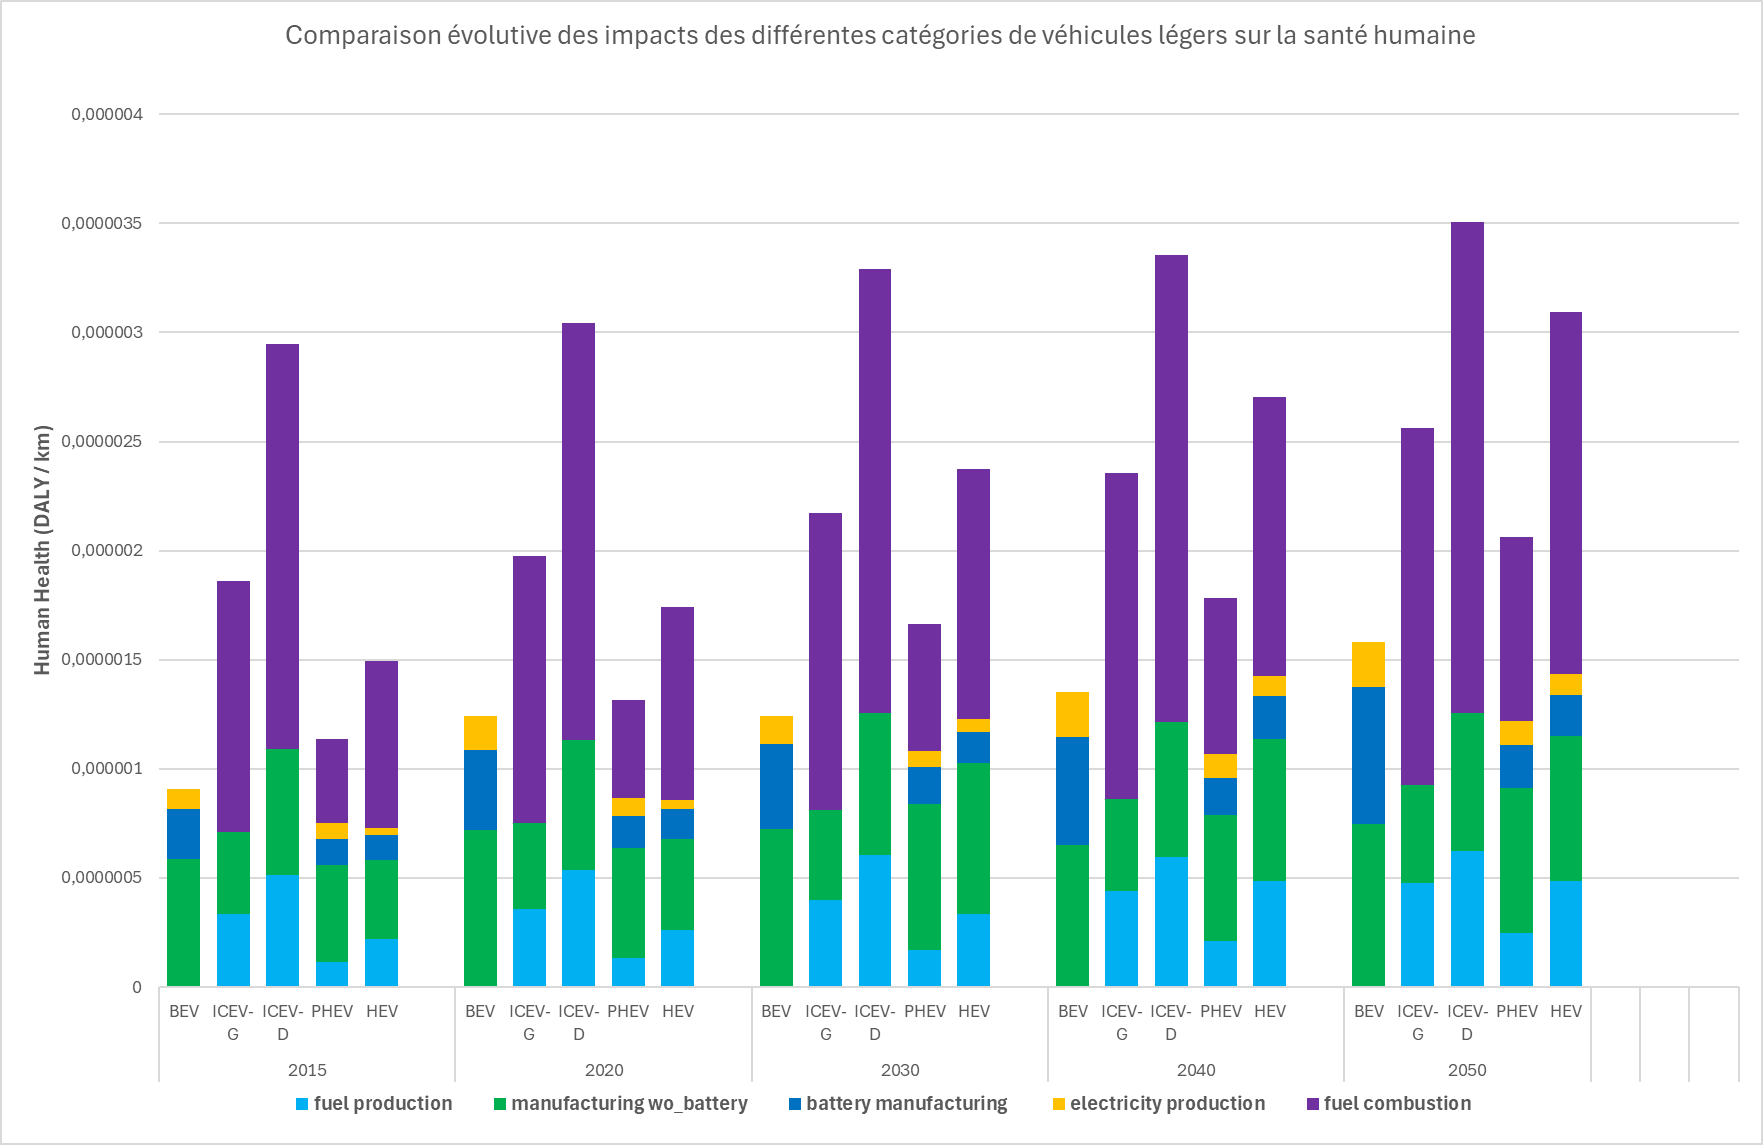 Comparaison évolutive des impacts des différentes catégories de véhicules légers sur la santé humaine
Human Health (DALY / km)
0,000004
0,0000035
0,000003
0,0000025
0,000002
0,0000015
0,000001
0,0000005
0
BEV ICEV-G ICEV-D PHEV HEV BEV ICEV-G ICEV-D PHEV HEV BEV ICEV-G ICEV-D PHEV HEV BEV ICEV-G ICEV-D PHEV HEV BEV ICEV-G ICEV-D PHEV HEV
2015 2020 2030 2040 2050
fuel production manufacturing wo_battery battery manufacturing electricity production fuel combustion